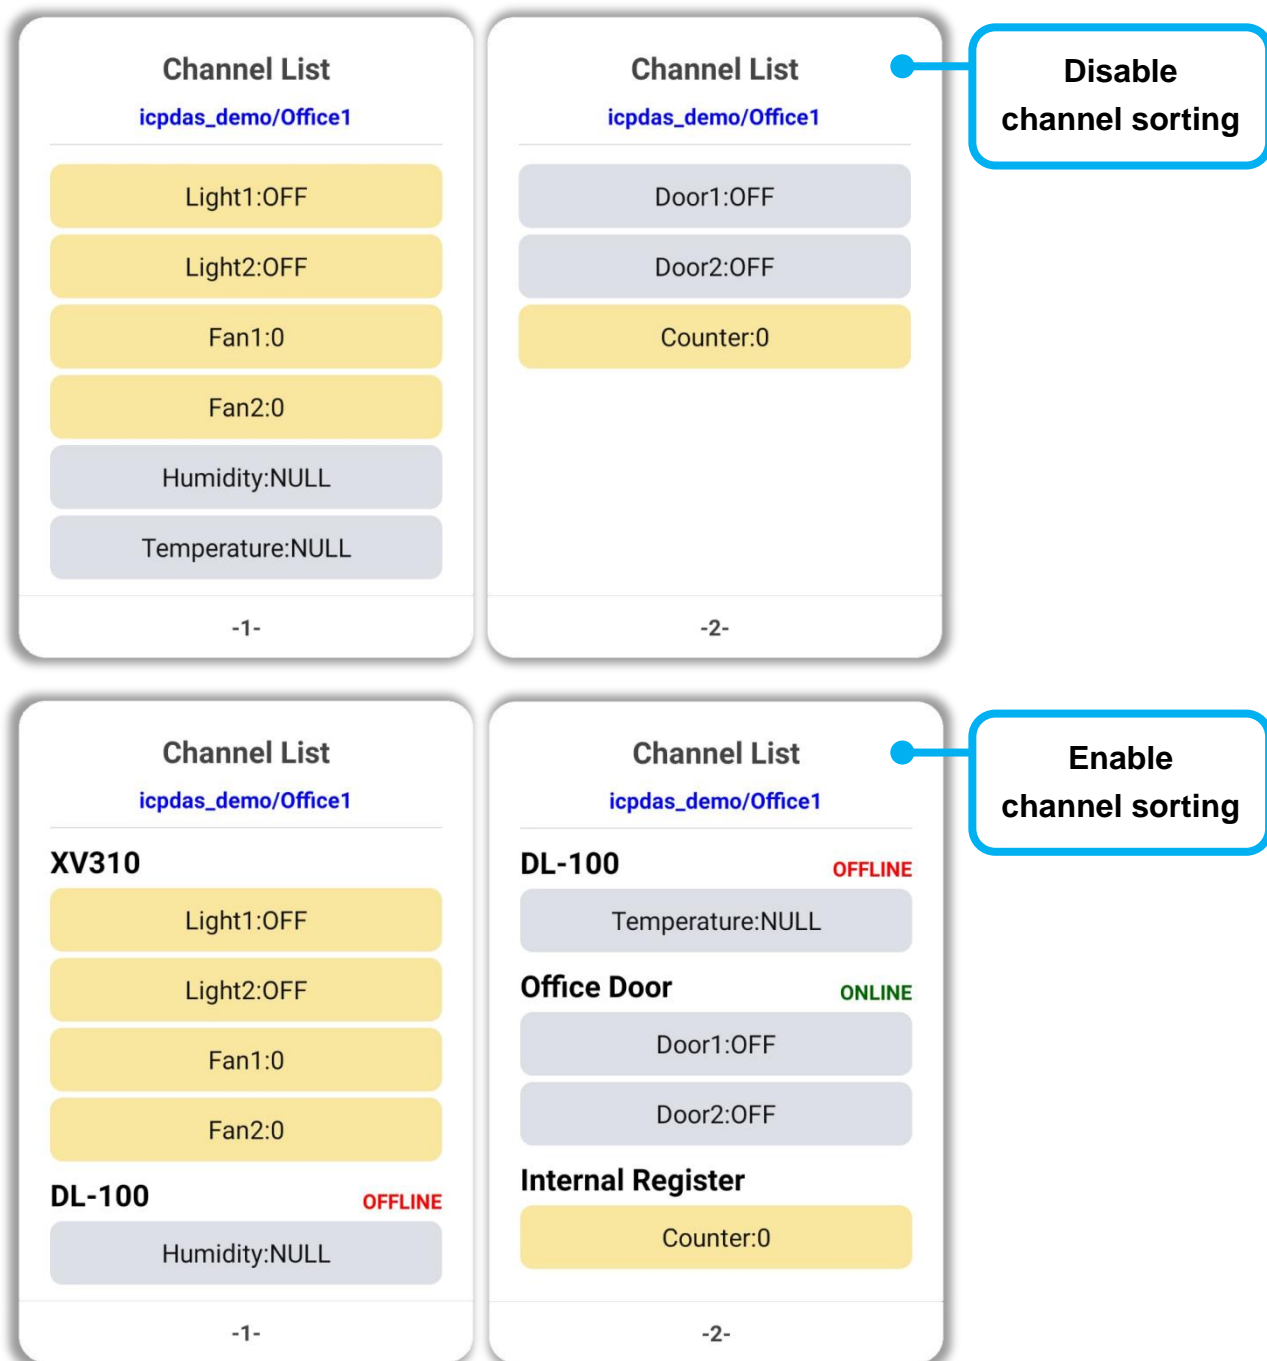 Channel List
icpdas_demo/Office1
Light1:OFF
Light2:OFF
Fan1:0
Fan2:0
Humidity:NULL
Temperature:NULL
-1-
Channel List
icpdas_demo/Office1
Door1:OFF
Door2:OFF
Counter:0
-2-
Disable
channel sorting
Channel List
icpdas_demo/Office1
XV310
Light1:OFF
Light2:OFF
Fan1:0
Fan2:0
DL-100 OFFLINE
Humidity:NULL
-1-
Channel List
icpdas_demo/Office1
DL-100 OFFLINE
Temperature:NULL
Office Door ONLINE
Door1:OFF
Door2:OFF
Internal Register
Counter:0
-2-
Enable
channel sorting